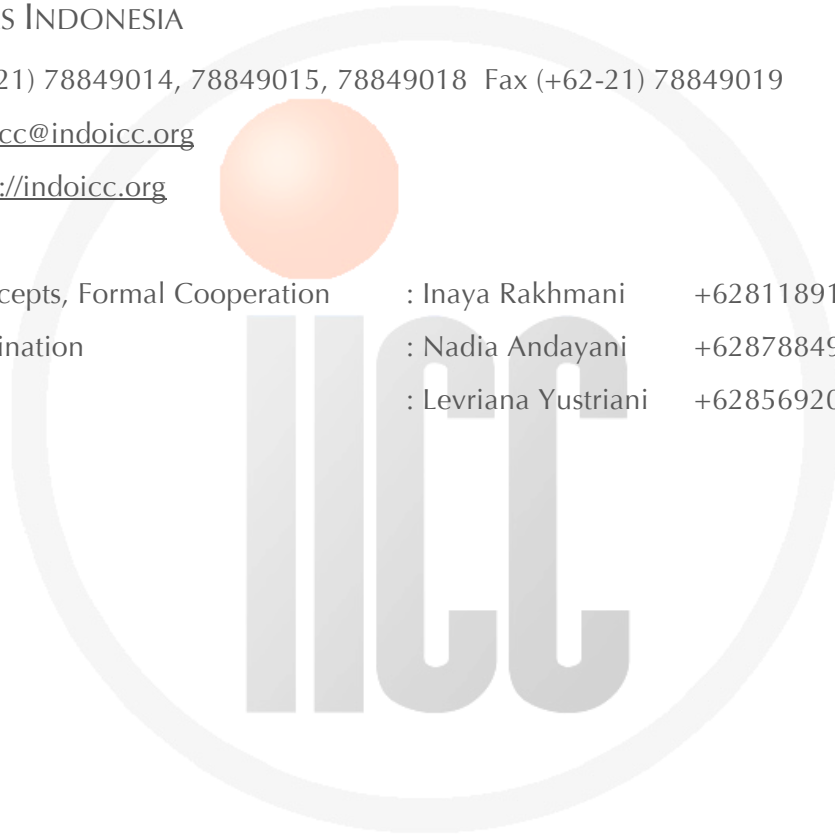 S INDONESIA
21) 78849014, 78849015, 78849018 Fax (+62-21) 78849019
cc@indoicc.org
://indoicc.org
cepts, Formal Cooperation : Inaya Rakhmani +62811891
ination : Nadia Andayani +62878849
: Levriana Yustriani +62856920
IICC